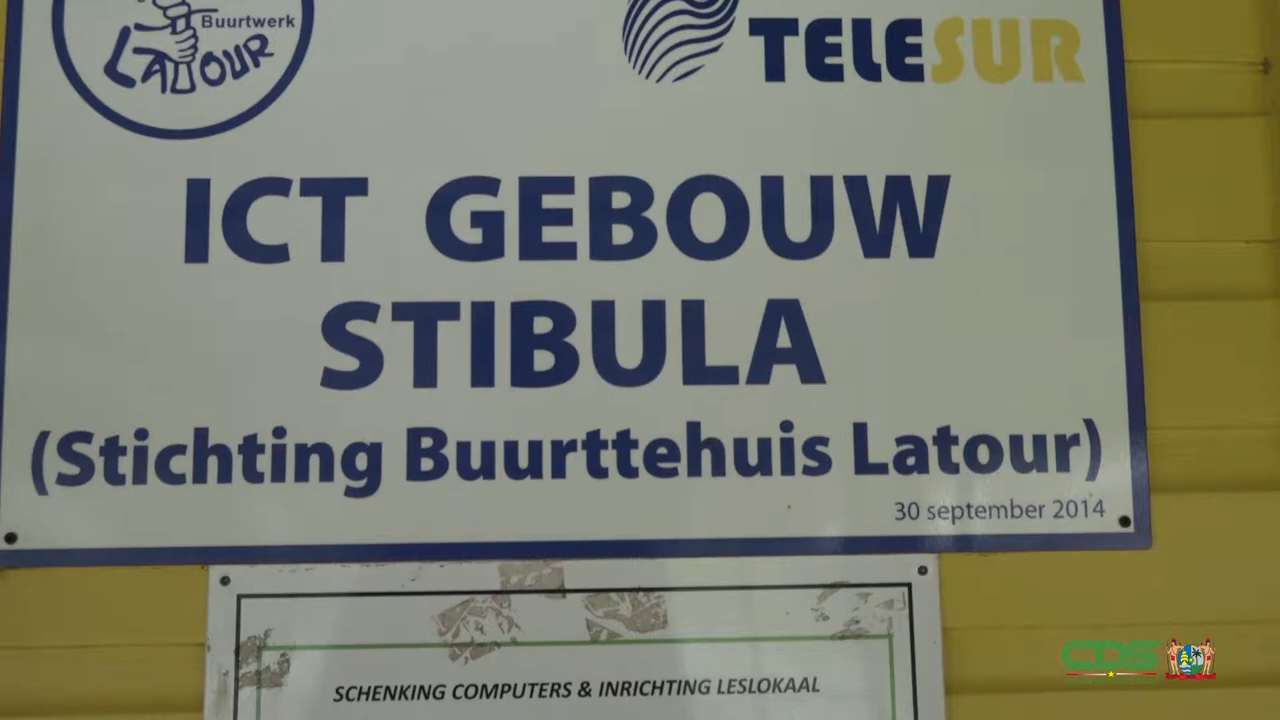 Buurtwerk
LATOUR
TELESUR
ICT GEBOUW
STIBULA
(Stichting Buurttehuis Latour)
30 september 2014
SCHENKING COMPUTERS & INRICHTING LESLOKAAL
CDS